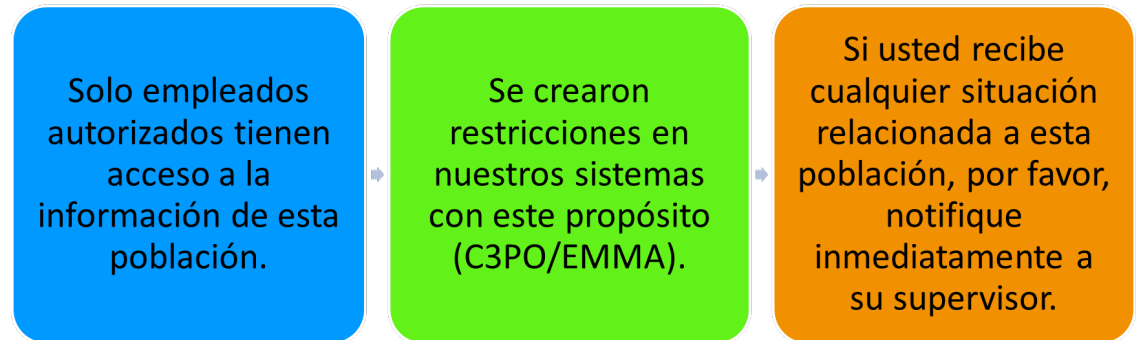 Solo empleados
autorizados tienen
acceso a la
información de esta
población.
Se crearon
restricciones en
nuestros sistemas
con este propósito
(C3PO/EMMA).
Si usted recibe
cualquier situación
relacionada a esta
población, por favor,
notifique
inmediatamente a
su supervisor.